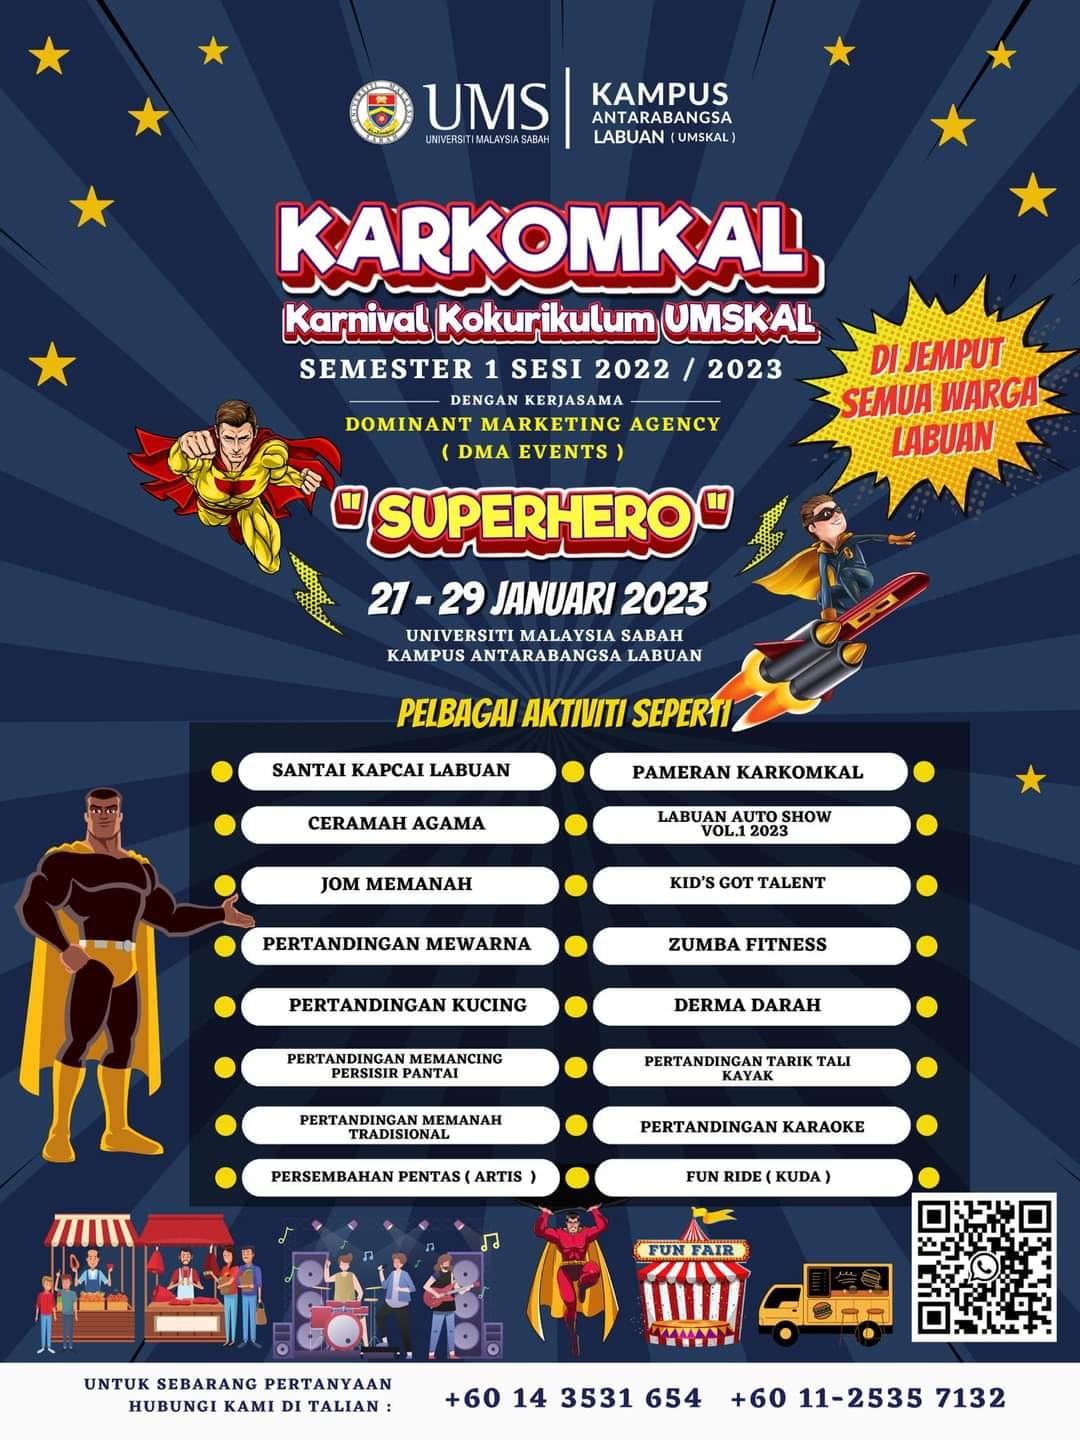 UMS
UNIVERSITI MALAYSIA SABAH
KAMPUS
ANTARABANGSA
LABUAN ( UMSKAL )
KARKOMKAL
Karnival Kokurikulum UMSKAL
SEMESTER 1 SESI 2022 / 2023
DENGAN KERJASAMA
DOMINANT MARKETING AGENCY
( DMA EVENTS )
DI JEMPUT
SEMUA WARGA
LABUAN
" SUPERHERO "
27 - 29 JANUARI 2023
UNIVERSITI MALAYSIA SABAH
KAMPUS ANTARABANGSA LABUAN
PELBAGAI AKTIVITI SEPERTI
SANTAI KAPCAI LABUAN
PAMERAN KARKOMKAL
CERAMAH AGAMA
LABUAN AUTO SHOW
VOL.1 2023
JOM MEMANAH
KID'S GOT TALENT
PERTANDINGAN MEWARNA
ZUMBA FITNESS
PERTANDINGAN KUCING
DERMA DARAH
PERTANDINGAN MEMANCING
PERSISIR PANTAI
PERTANDINGAN TARIK TALI
KAYAK
PERTANDINGAN MEMANAH
TRADISIONAL
PERTANDINGAN KARAOKE
PERSEMBAHAN PENTAS ( ARTIS )
FUN RIDE ( KUDA )
FUN FAIR
UNTUK SEBARANG PERTANYAAN
HUBUNGI KAMI DI TALIAN :
+60 14 3531 654 +60 11-2535 7132